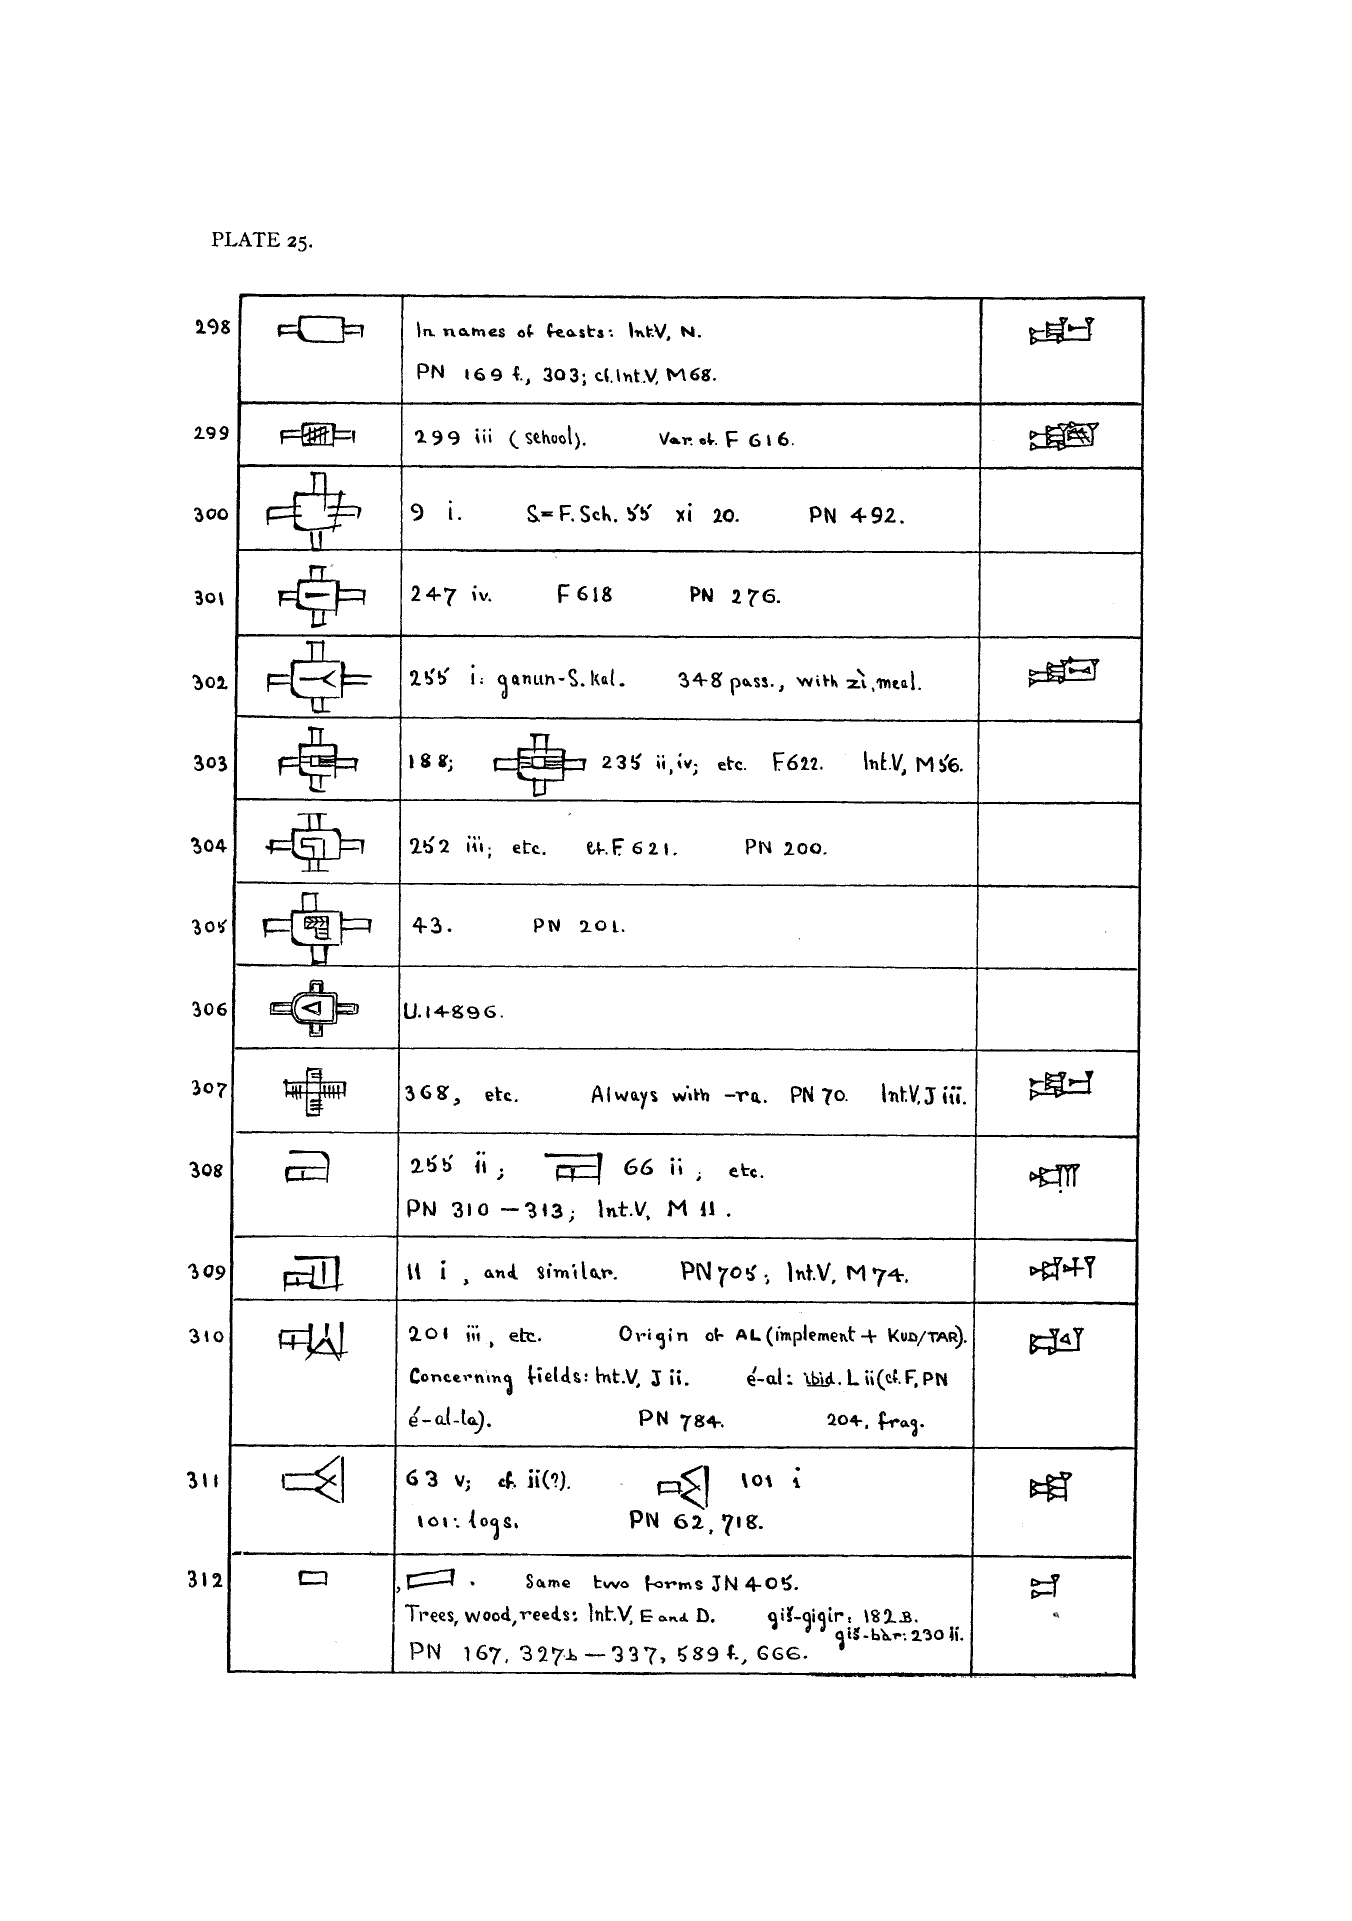 PLATE 25.
298 In names of feasts: Int.V, N.
PN 169 f., 303; cf. Int.V, M68.
299 299 iii (school). Var. of. F 616.
300 9 i. S.=F. Sch. 55 xi 20. PN 492.
301 247 iv. F 618 PN 276.
302 255 i: ganun-S.kal. 348 pass., with zì, meal.
303 188; 235 ii, iv; etc. F.622. Int.V, M56.
304 252 iii; etc. cf. F. 621. PN 200.
305 43. PN 201.
306 U.14896.
307 368, etc. Always with -ra. PN 70. Int.V. J iii.
308 255 ii; 66 ii; etc.
PN 310 – 313; Int.V, M 11.
309 11 i, and similar. PN 705; Int.V, M 74.
310 201 iii, etc. Origin of AL (implement + KUD/TAR).
Concerning fields: Int.V, J ii. é-al: ibid. L ii (cf. F, PN
é-al-la). PN 784. 204, frag.
311 63 v; cf. ii(?). 101 i
101: logs. PN 62, 718.
312 , . Same two forms JN 405.
Trees, wood, reeds: Int.V, E and D. giš-gigir: 182 B.
giš-bàr: 230 ii.
PN 167, 327b – 337, 589 f., 666.